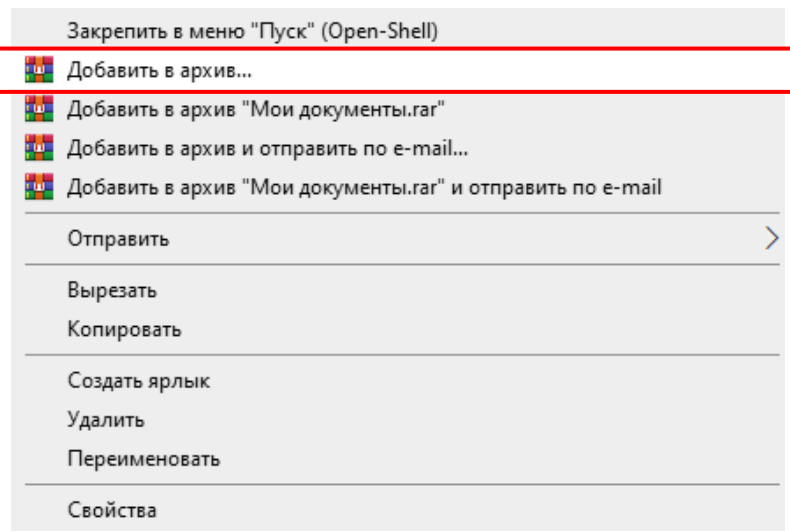 Закрепить в меню "Пуск" (Open-Shell)
Добавить в архив...
Добавить в архив "Мои документы.rar"
Добавить в архив и отправить по e-mail...
Добавить в архив "Мои документы.rar" и отправить по e-mail
Отправить
Вырезать
Копировать
Создать ярлык
Удалить
Переименовать
Свойства